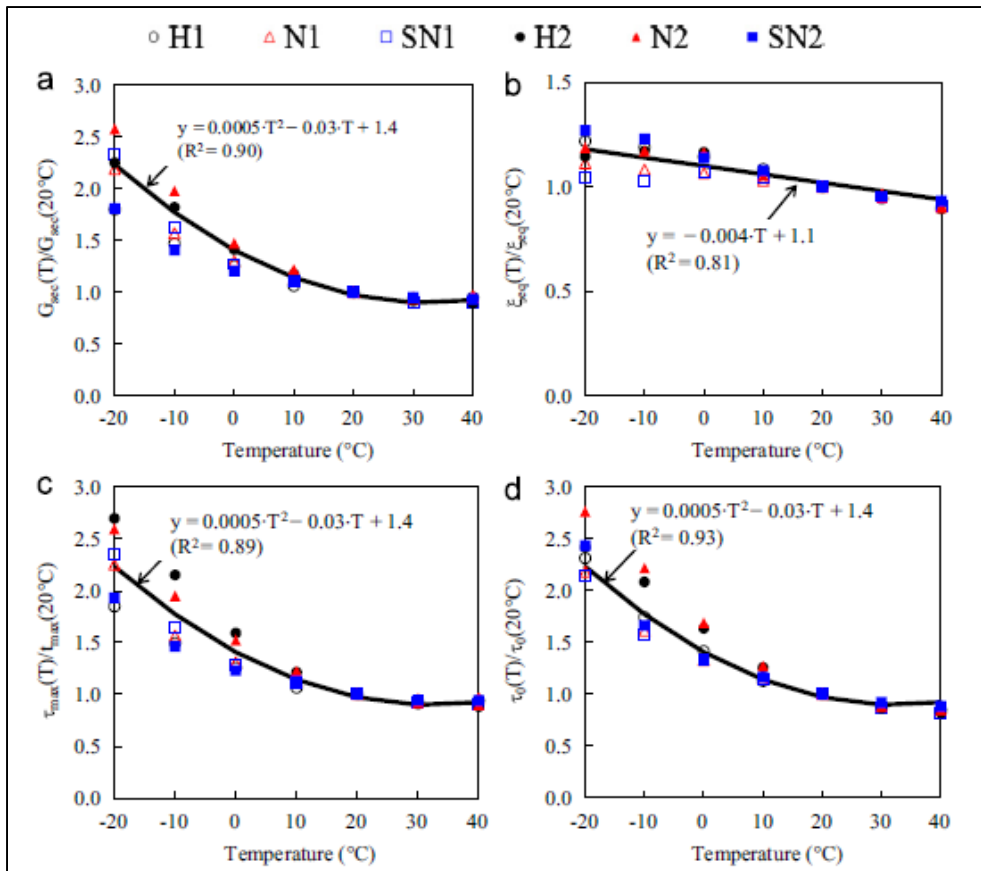 H1 N1 SN1 H2 N2 SN2
a
3.0
2.5
2.0
1.5
1.0
0.5
0.0
G_sec(T)/G_sec(20°C)
y = 0.0005·T² − 0.03·T + 1.4
(R² = 0.90)
-20 -10 0 10 20 30 40
Temperature (°C)
b
1.5
1.0
0.5
0.0
ξ_seq(T)/ξ_seq(20°C)
y = − 0.004·T + 1.1
(R² = 0.81)
-20 -10 0 10 20 30 40
Temperature (°C)
c
3.0
2.5
2.0
1.5
1.0
0.5
0.0
τ_max(T)/τ_max(20°C)
y = 0.0005·T² − 0.03·T + 1.4
(R² = 0.89)
-20 -10 0 10 20 30 40
Temperature (°C)
d
3.0
2.5
2.0
1.5
1.0
0.5
0.0
τ_0(T)/τ_0(20°C)
y = 0.0005·T² − 0.03·T + 1.4
(R² = 0.93)
-20 -10 0 10 20 30 40
Temperature (°C)